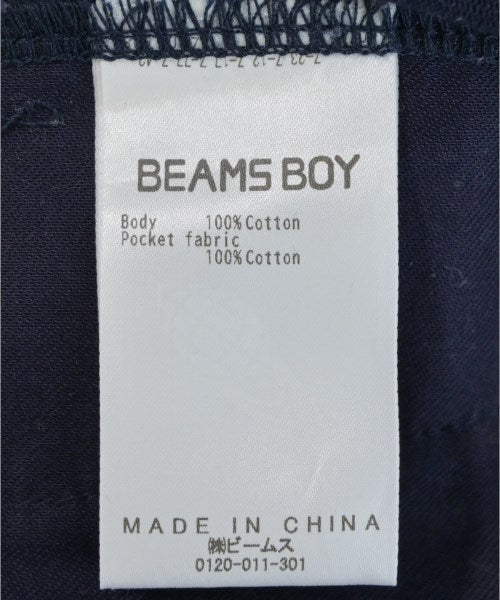 BEAMS BOY
Body 100%Cotton
Pocket fabric
100%Cotton
MADE IN CHINA
㈱ビームス
0120-011-301